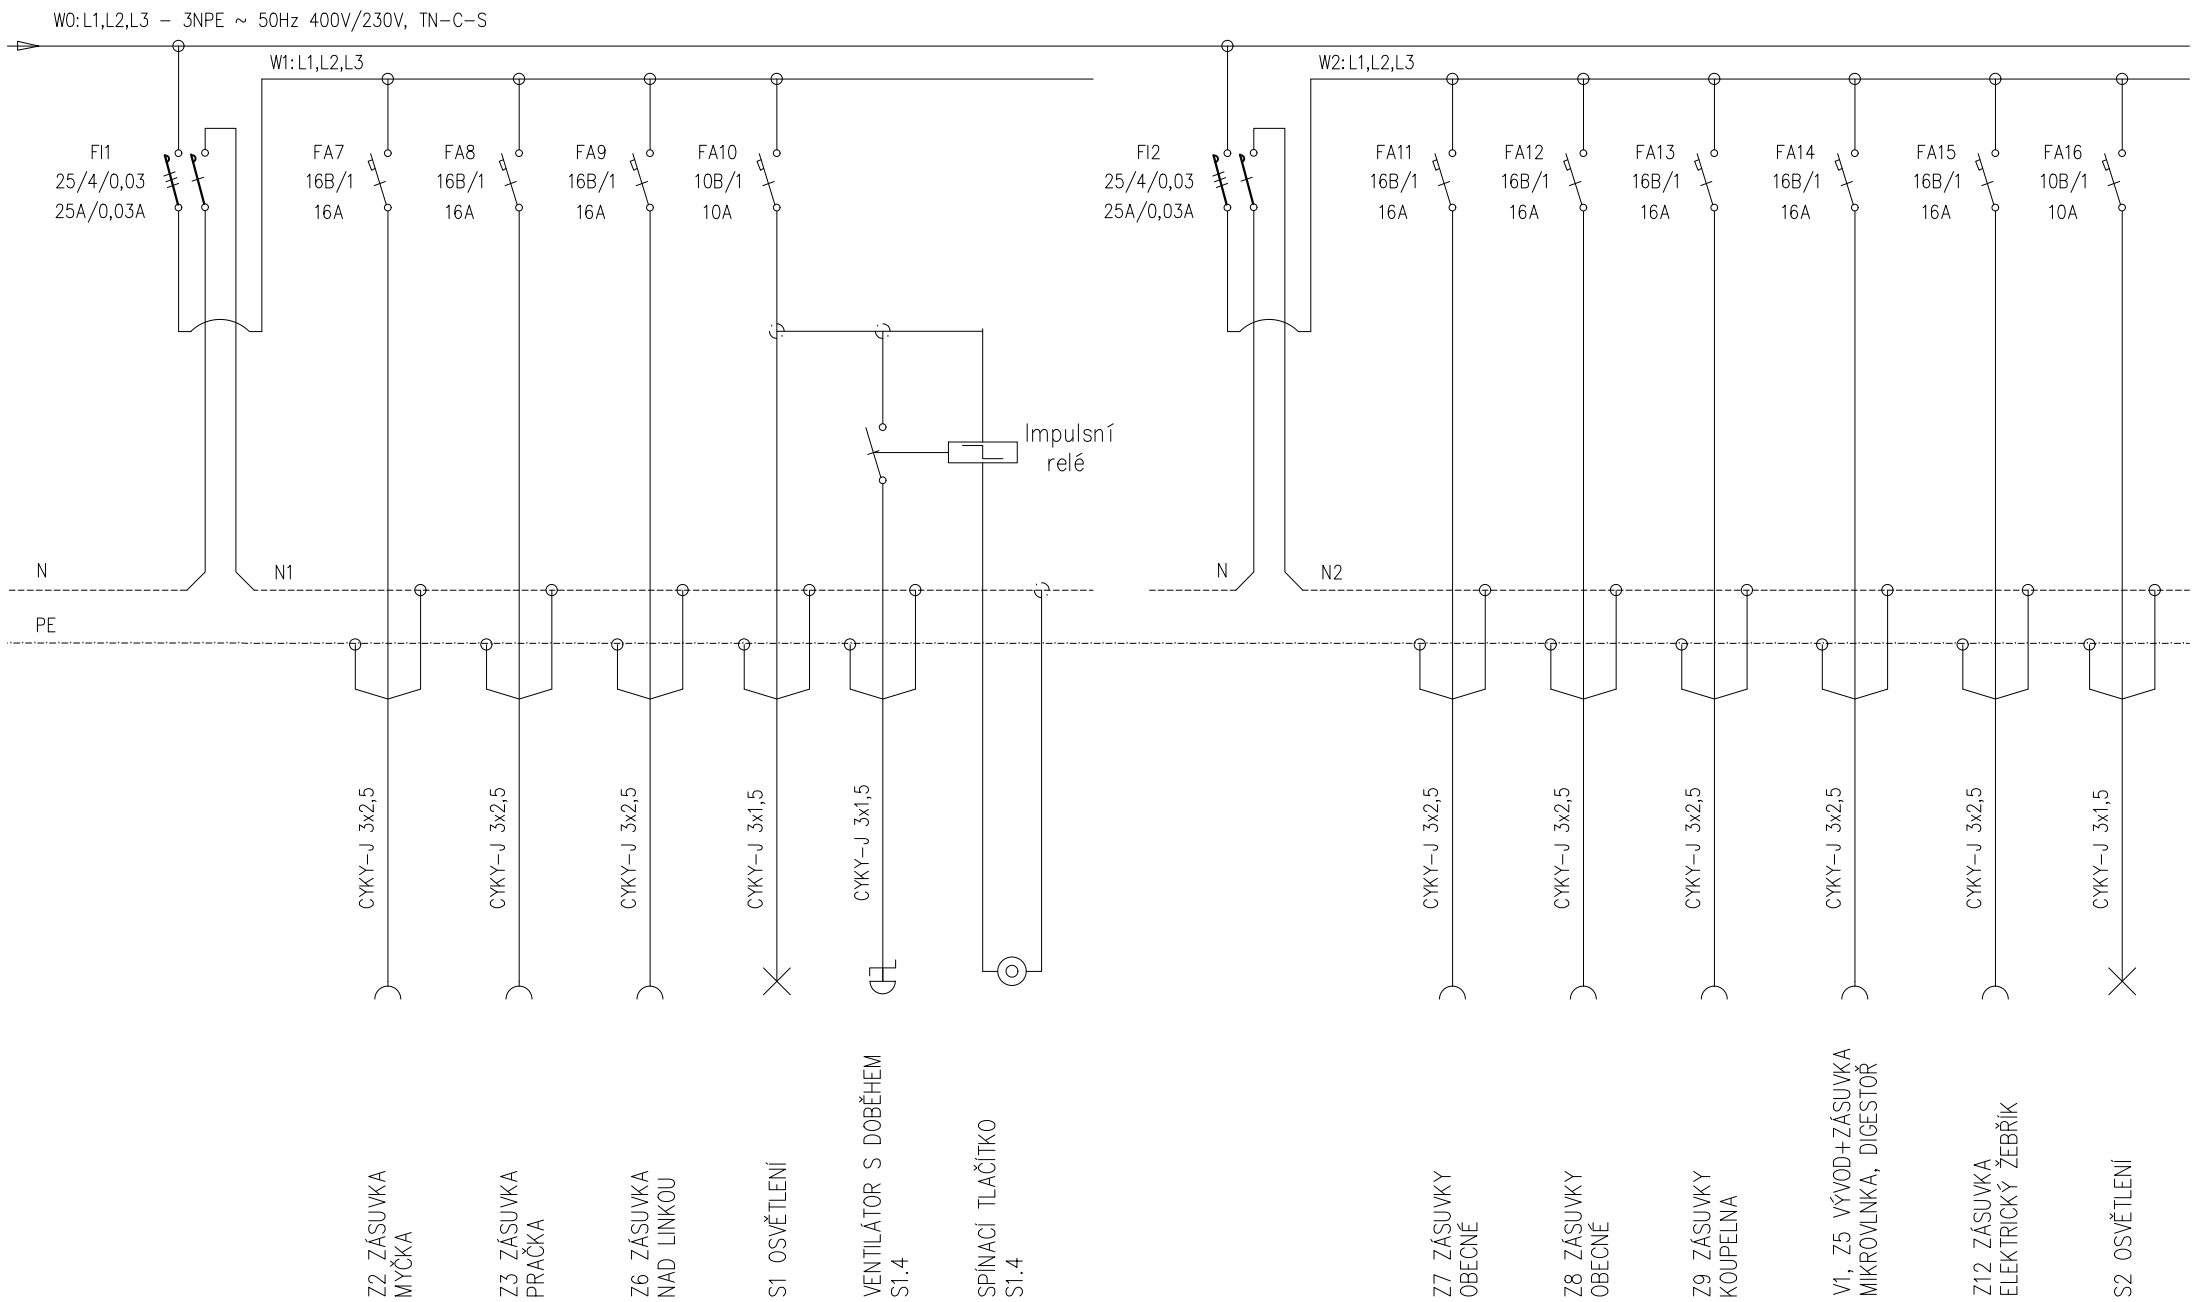 W0:L1,L2,L3 – 3NPE ~ 50Hz 400V/230V, TN–C–S
W1:L1,L2,L3
W2:L1,L2,L3
FI1
25/4/0,03
25A/0,03A
FA7
16B/1
16A
FA8
16B/1
16A
FA9
16B/1
16A
FA10
10B/1
10A
FI2
25/4/0,03
25A/0,03A
FA11
16B/1
16A
FA12
16B/1
16A
FA13
16B/1
16A
FA14
16B/1
16A
FA15
16B/1
16A
FA16
10B/1
10A
Impulsní
relé
N
N1
N
N2
PE
CYKY–J 3x2,5
CYKY–J 3x2,5
CYKY–J 3x2,5
CYKY–J 3x1,5
CYKY–J 3x1,5
CYKY–J 3x2,5
CYKY–J 3x2,5
CYKY–J 3x2,5
CYKY–J 3x2,5
CYKY–J 3x2,5
CYKY–J 3x1,5
Z2 ZÁSUVKA
MYČKA
Z3 ZÁSUVKA
PRAČKA
Z6 ZÁSUVKA
NAD LINKOU
S1 OSVĚTLENÍ
VENTILÁTOR S DOBĚHEM
S1.4
SPÍNACÍ TLAČÍTKO
S1.4
Z7 ZÁSUVKY
OBECNÉ
Z8 ZÁSUVKY
OBECNÉ
Z9 ZÁSUVKY
KOUPELNA
V1, Z5 VÝVOD+ZÁSUVKA
MIKROVLNKA, DIGESTOŘ
Z12 ZÁSUVKA
ELEKTRICKÝ ŽEBŘÍK
S2 OSVĚTLENÍ